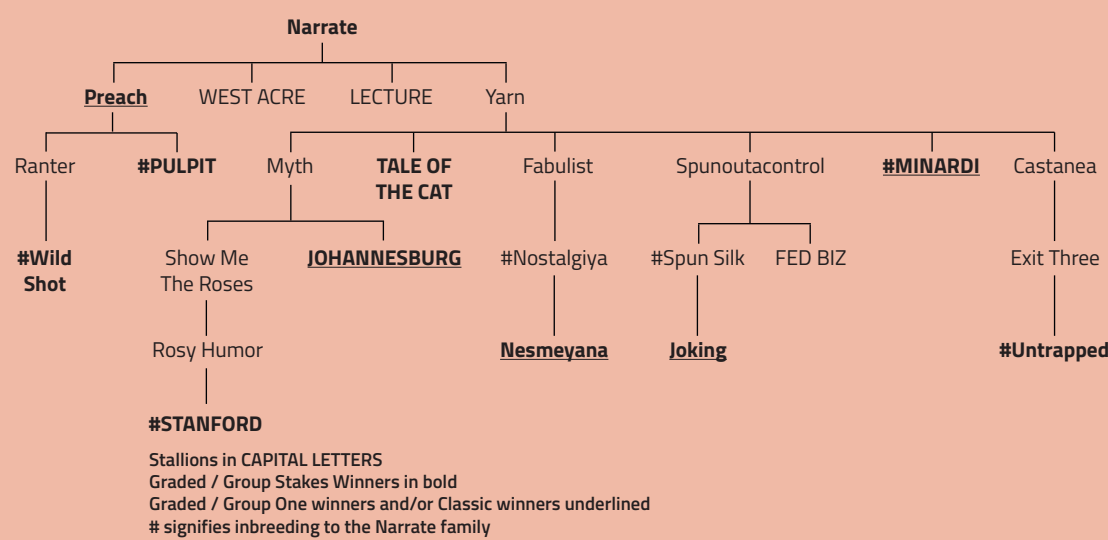 Narrate
Preach WEST ACRE LECTURE Yarn
Ranter #PULPIT Myth TALE OF Fabulist Spunoutacontrol #MINARDI Castanea
THE CAT
#Wild Show Me JOHANNESBURG #Nostalgiya #Spun Silk FED BIZ Exit Three
Shot The Roses
Rosy Humor Nesmeyana Joking #Untrapped
#STANFORD
Stallions in CAPITAL LETTERS
Graded / Group Stakes Winners in bold
Graded / Group One winners and/or Classic winners underlined
# signifies inbreeding to the Narrate family